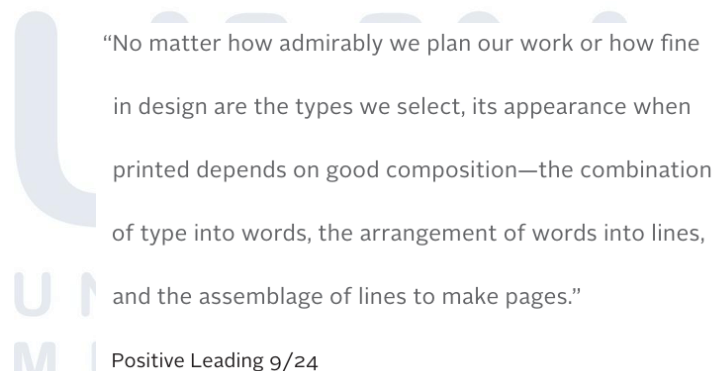 “No matter how admirably we plan our work or how fine
in design are the types we select, its appearance when
printed depends on good composition—the combination
of type into words, the arrangement of words into lines,
and the assemblage of lines to make pages.”
Positive Leading 9/24